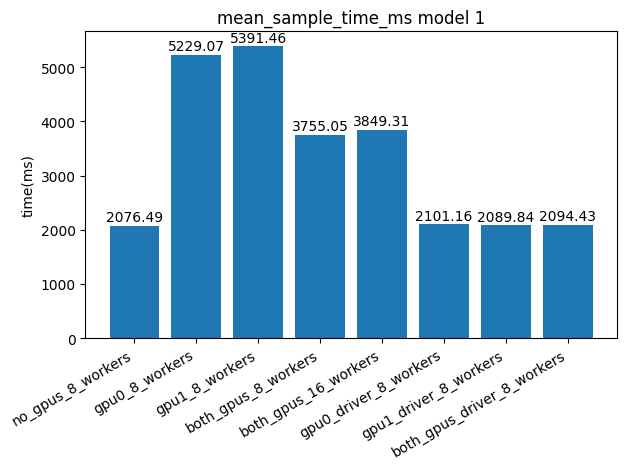 mean_sample_time_ms model 1
time(ms)
5000
4000
3000
2000
1000
0
2076.49
5229.07
5391.46
3755.05
3849.31
2101.16
2089.84
2094.43
no_gpus_8_workers
gpu0_8_workers
gpu1_8_workers
both_gpus_8_workers
both_gpus_16_workers
gpu0_driver_8_workers
gpu1_driver_8_workers
both_gpus_driver_8_workers